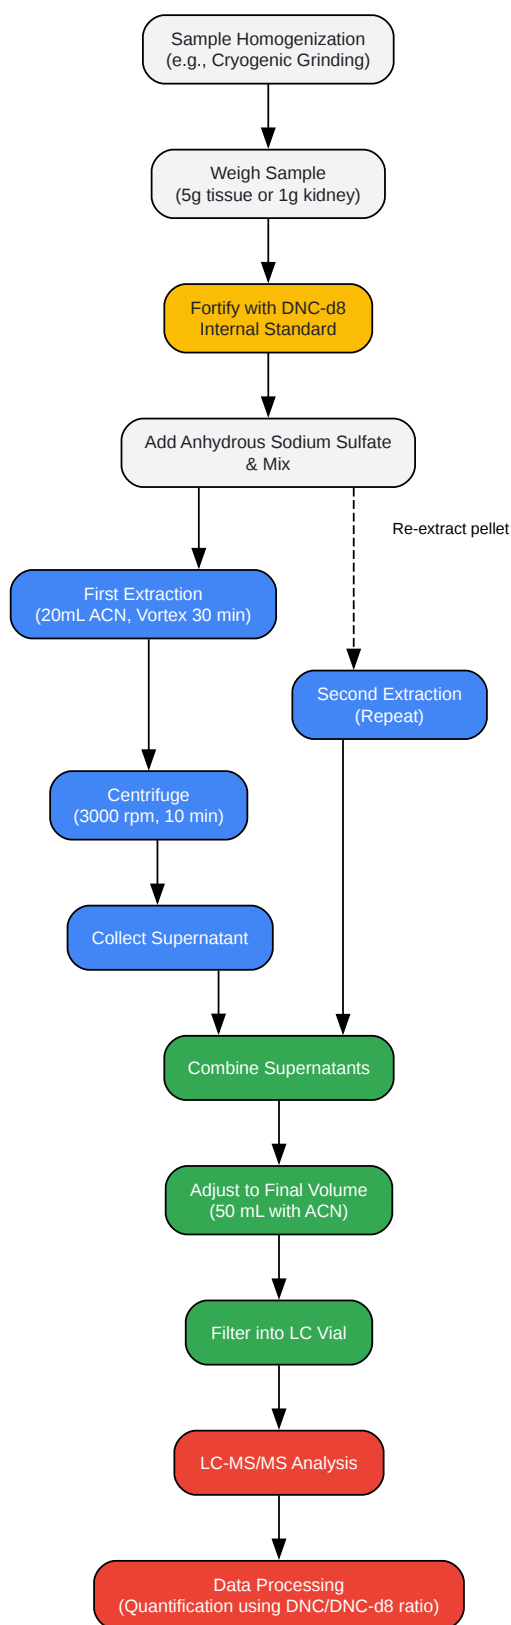 Sample Homogenization
(e.g., Cryogenic Grinding)
Weigh Sample
(5g tissue or 1g kidney)
Fortify with DNC-d8
Internal Standard
Add Anhydrous Sodium Sulfate
& Mix
Re-extract pellet
First Extraction
(20mL ACN, Vortex 30 min)
Second Extraction
(Repeat)
Centrifuge
(3000 rpm, 10 min)
Collect Supernatant
Combine Supernatants
Adjust to Final Volume
(50 mL with ACN)
Filter into LC Vial
LC-MS/MS Analysis
Data Processing
(Quantification using DNC/DNC-d8 ratio)